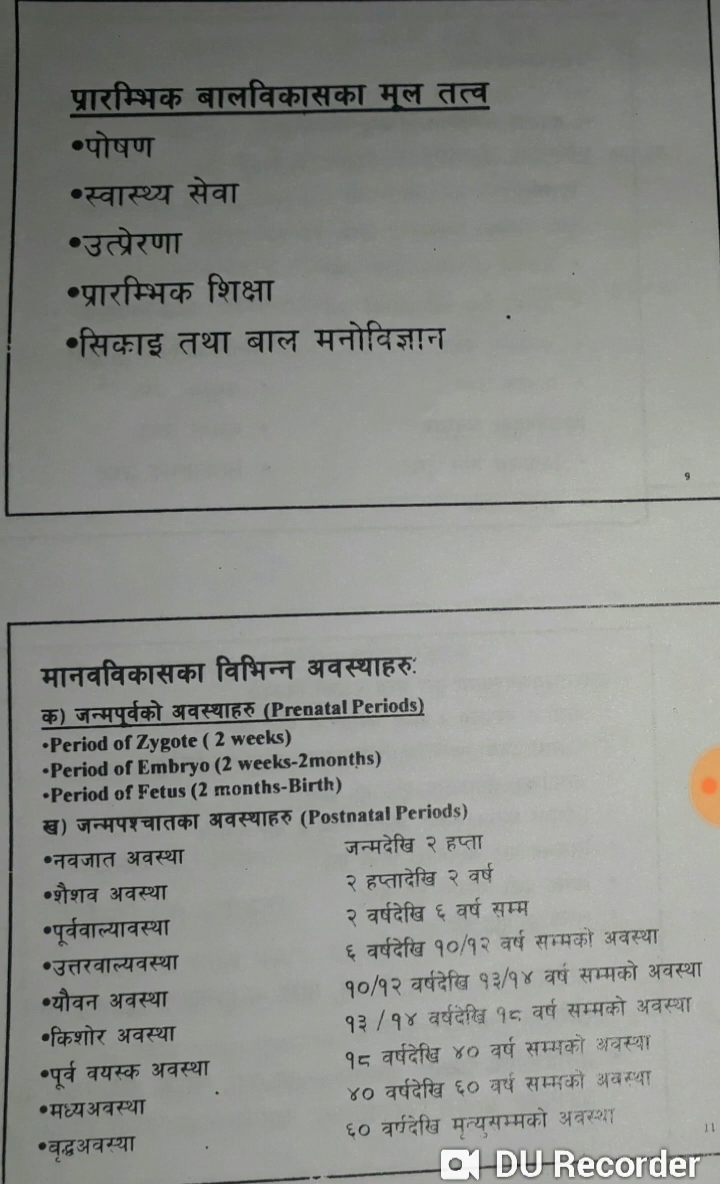 प्रारम्भिक बालविकासका मूल तत्व
•पोषण
•स्वास्थ्य सेवा
•उत्प्रेरणा
•प्रारम्भिक शिक्षा
•सिकाइ तथा बाल मनोविज्ञान
9
मानवविकासका विभिन्न अवस्थाहरुः
क) जन्मपूर्वको अवस्थाहरु (Prenatal Periods)
•Period of Zygote ( 2 weeks)
•Period of Embryo (2 weeks-2months)
•Period of Fetus (2 months-Birth)
ख) जन्मपश्चातका अवस्थाहरु (Postnatal Periods)
•नवजात अवस्था जन्मदेखि २ हप्ता
•शैशव अवस्था २ हप्तादेखि २ वर्ष
•पूर्ववाल्यावस्था २ वर्षदेखि ६ वर्ष सम्म
•उत्तरवाल्यवस्था ६ वर्षदेखि १०/१२ वर्ष सम्मको अवस्था
•यौवन अवस्था १०/१२ वर्षदेखि १३/१४ वर्ष सम्मको अवस्था
•किशोर अवस्था १३ / १४ वर्षदेखि १८ वर्ष सम्मको अवस्था
•पूर्व वयस्क अवस्था १८ वर्षदेखि ४० वर्ष सम्मको अवस्था
•मध्यअवस्था ४० वर्षदेखि ६० वर्ष सम्मको अवस्था
•बृद्धअवस्था ६० वर्षदेखि मृत्युसम्मको अवस्था
11
DU Recorder